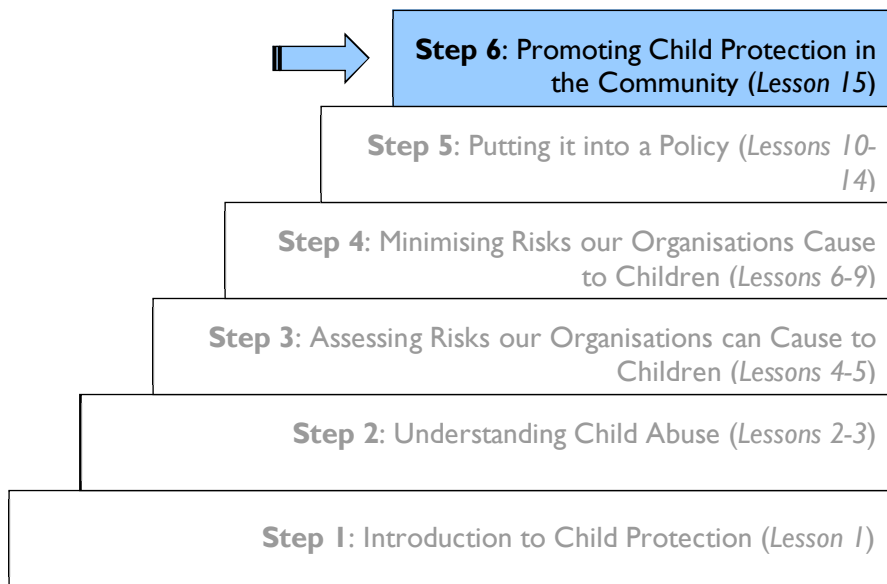 Step 6: Promoting Child Protection in
the Community (Lesson 15)
Step 5: Putting it into a Policy (Lessons 10-
14)
Step 4: Minimising Risks our Organisations Cause
to Children (Lessons 6-9)
Step 3: Assessing Risks our Organisations can Cause to
Children (Lessons 4-5)
Step 2: Understanding Child Abuse (Lessons 2-3)
Step 1: Introduction to Child Protection (Lesson 1)